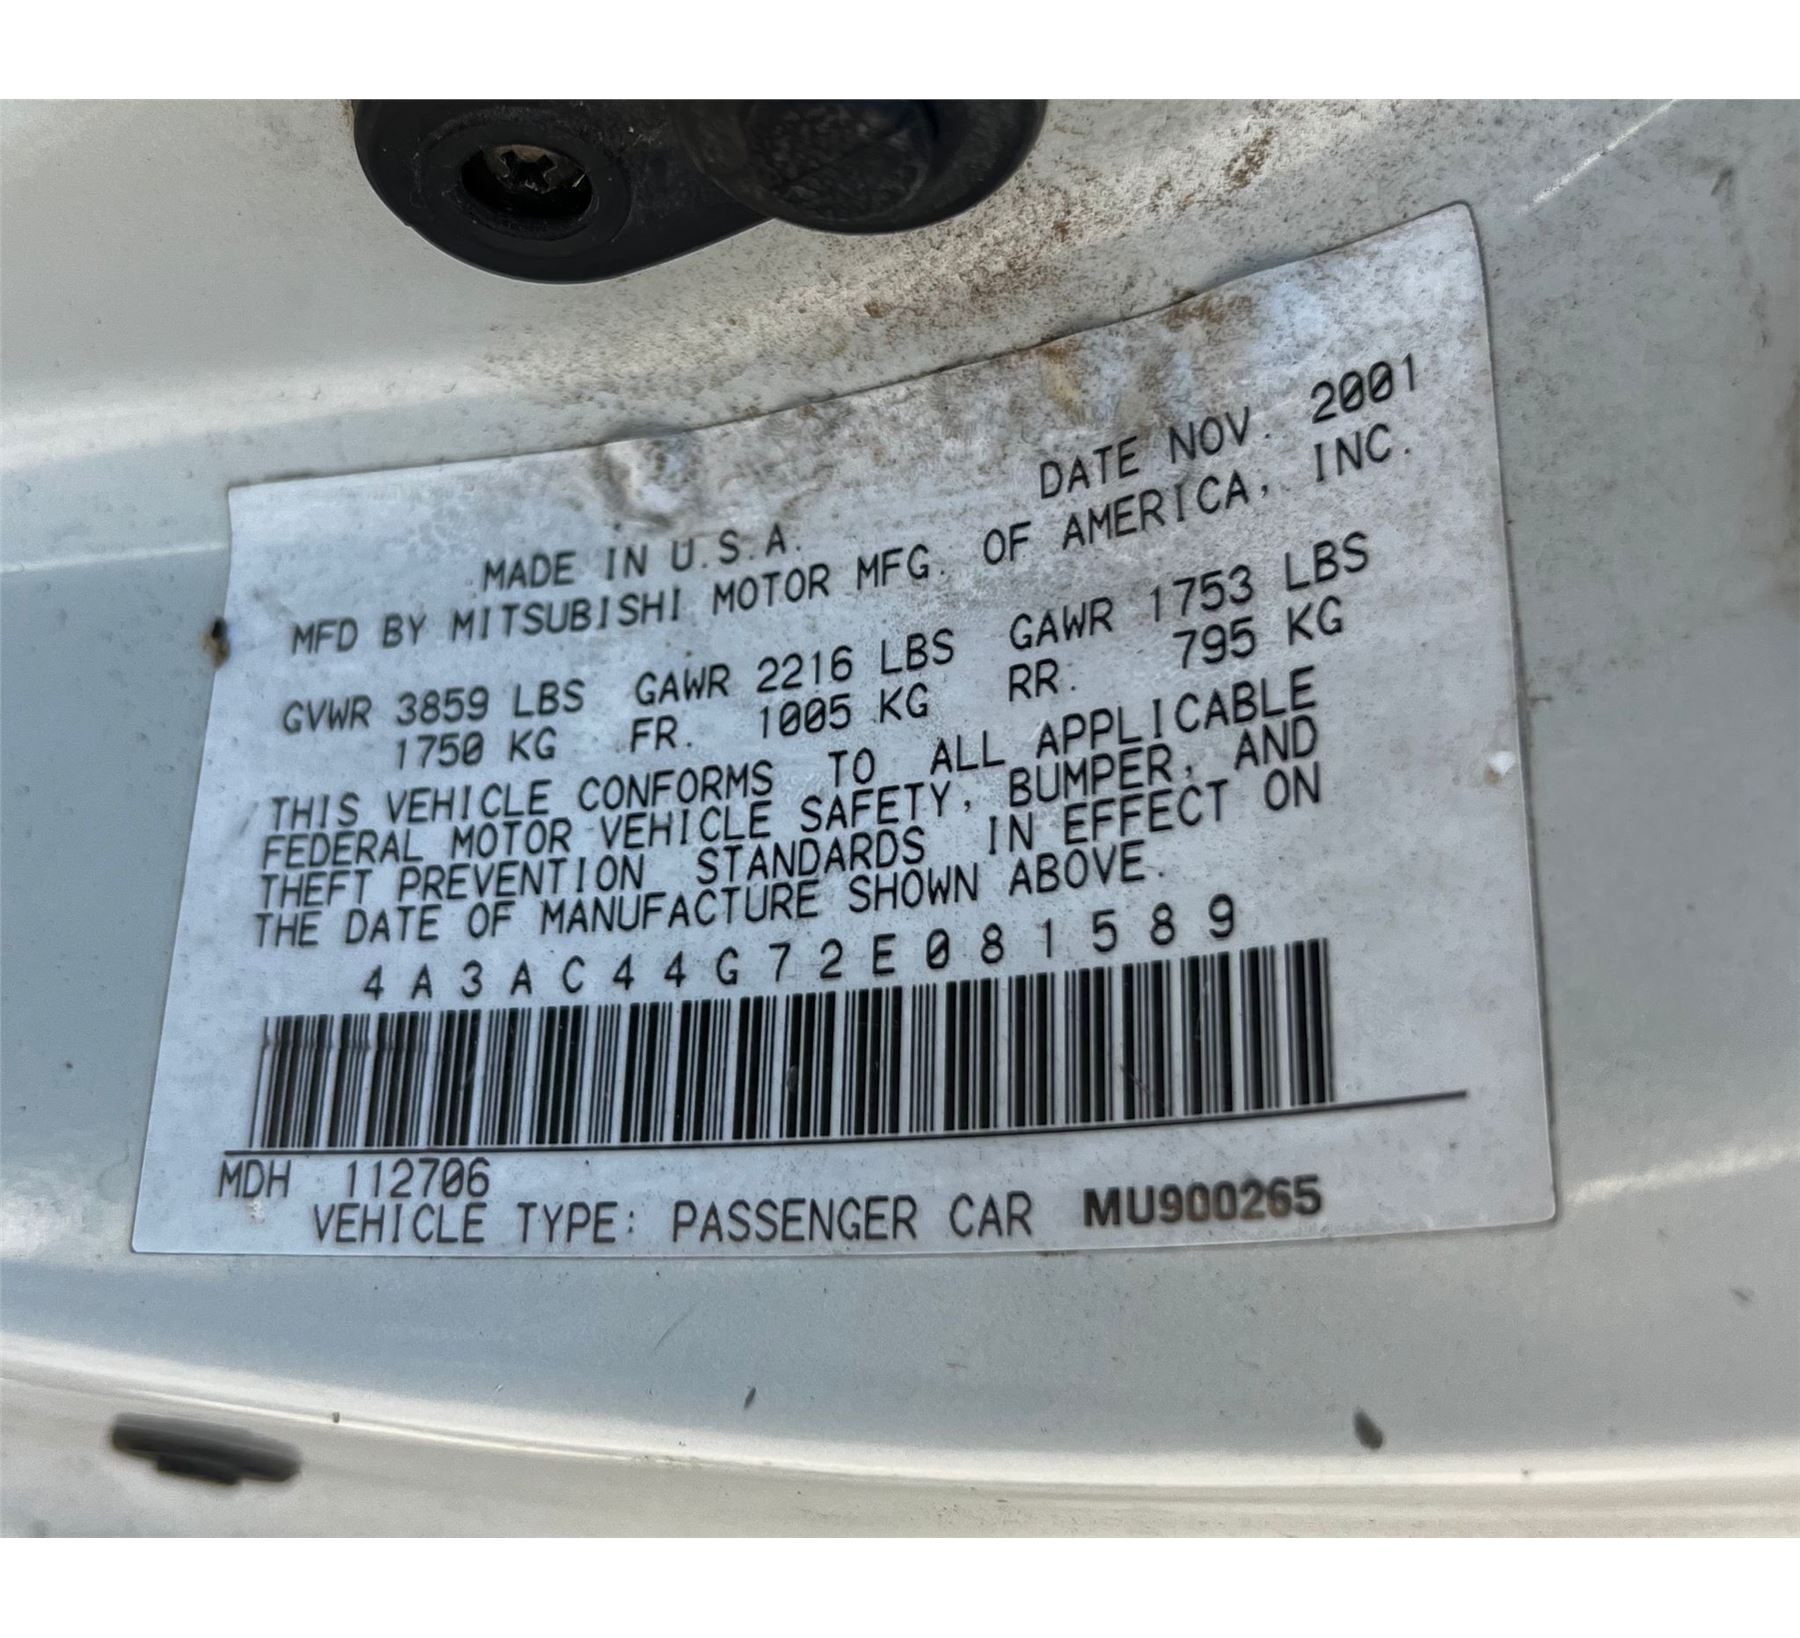 DATE NOV. 2001
MADE IN U.S.A.
MFD BY MITSUBISHI MOTOR MFG. OF AMERICA, INC.
GVWR 3859 LBS GAWR 2216 LBS GAWR 1753 LBS
1750 KG FR. 1005 KG RR. 795 KG
THIS VEHICLE CONFORMS TO ALL APPLICABLE
FEDERAL MOTOR VEHICLE SAFETY, BUMPER, AND
THEFT PREVENTION STANDARDS IN EFFECT ON
THE DATE OF MANUFACTURE SHOWN ABOVE.
4A3AC44G72E081589
MDH 112706
VEHICLE TYPE: PASSENGER CAR MU900265